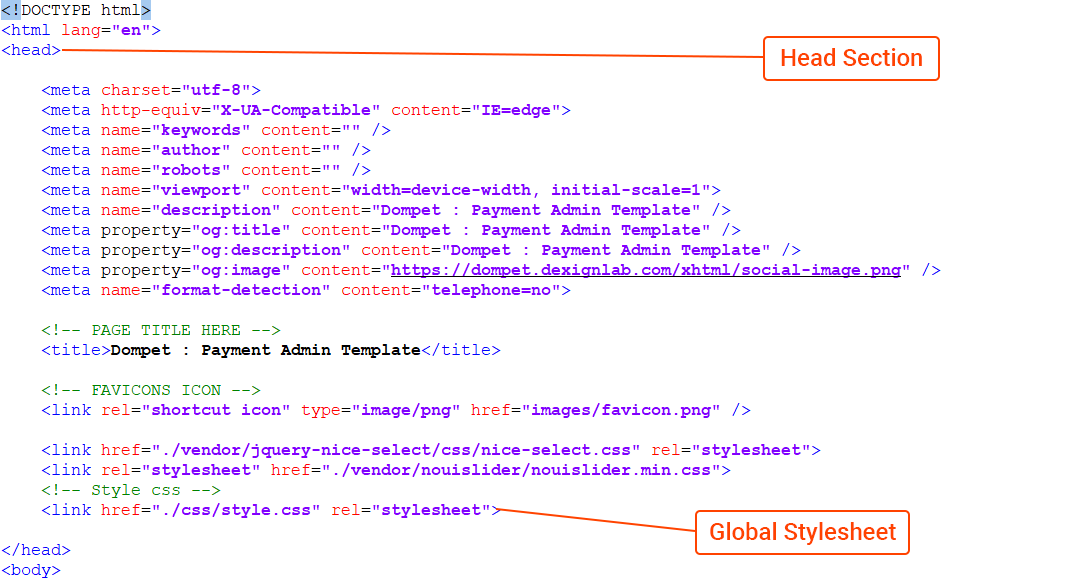 <!DOCTYPE html>
<html lang="en">
<head>
Head Section
<meta charset="utf-8">
<meta http-equiv="X-UA-Compatible" content="IE=edge">
<meta name="keywords" content="" />
<meta name="author" content="" />
<meta name="robots" content="" />
<meta name="viewport" content="width=device-width, initial-scale=1">
<meta name="description" content="Dompet : Payment Admin Template" />
<meta property="og:title" content="Dompet : Payment Admin Template" />
<meta property="og:description" content="Dompet : Payment Admin Template" />
<meta property="og:image" content="https://dompet.dexignlab.com/xhtml/social-image.png" />
<meta name="format-detection" content="telephone=no">
<!-- PAGE TITLE HERE -->
<title>Dompet : Payment Admin Template</title>
<!-- FAVICONS ICON -->
<link rel="shortcut icon" type="image/png" href="images/favicon.png" />
<link href="./vendor/jquery-nice-select/css/nice-select.css" rel="stylesheet">
<link rel="stylesheet" href="./vendor/nouislider/nouislider.min.css">
<!-- Style css -->
<link href="./css/style.css" rel="stylesheet">
Global Stylesheet
</head>
<body>